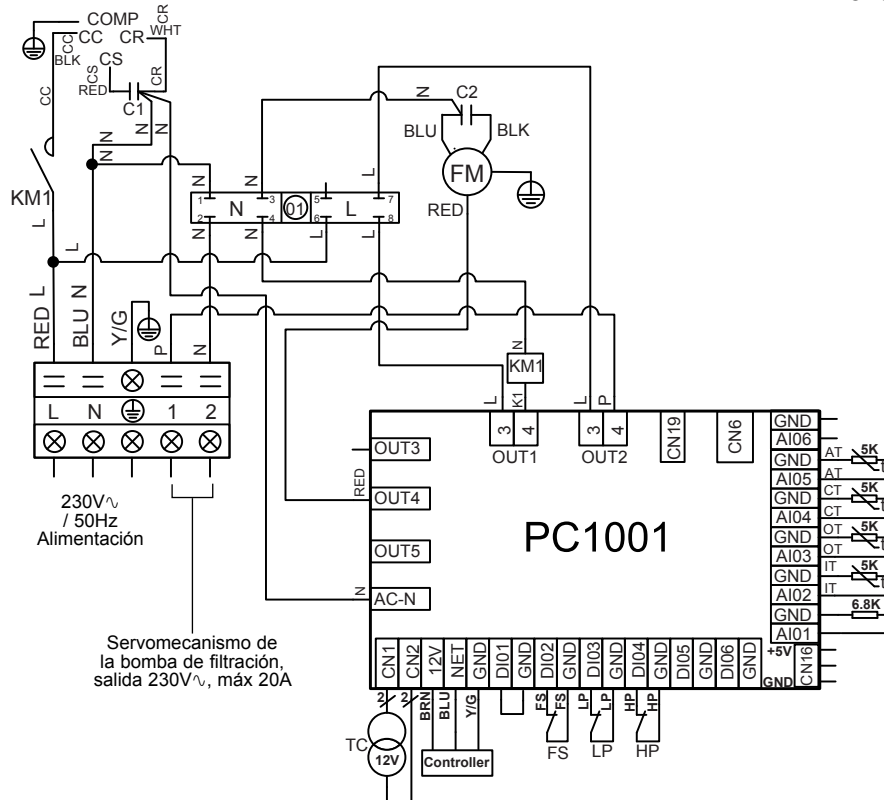 COMP
CC
CR
CR
WHT
CC
BLK
CS
CS
RED
CR
C1
CC
N
N
N
N
N
KM1
L
L
N
N
C2
BLU
BLK
FM
RED
L
1
2
N
3
4
01
5
6
L
7
8
N
N
L
L
N
RED L
BLU N
Y/G
P
N
L
N
1
2
230V∿
/ 50Hz
Alimentación
Servomecanismo de
la bomba de filtración,
salida 230V∿, máx 20A
N
KM1
L
K1
L
P
3
4
OUT1
3
4
OUT2
CN19
CN6
OUT3
RED
OUT4
OUT5
N
AC-N
PC1001
GND
AI06
GND
AI05
GND
AI04
GND
AI03
GND
AI02
GND
AI01
+5V
GND
CN16
AT
5K
t
AT
CT
5K
t
CT
OT
5K
t
OT
IT
5K
t
IT
6.8K
CN1
CN2
12V
NET
GND
DI01
GND
DI02
GND
DI03
GND
DI04
GND
DI05
GND
DI06
GND
2
2
BRN
BLU
Y/G
FS
FS
LP
LP
HP
HP
TC
12V
Controller
FS
LP
HP